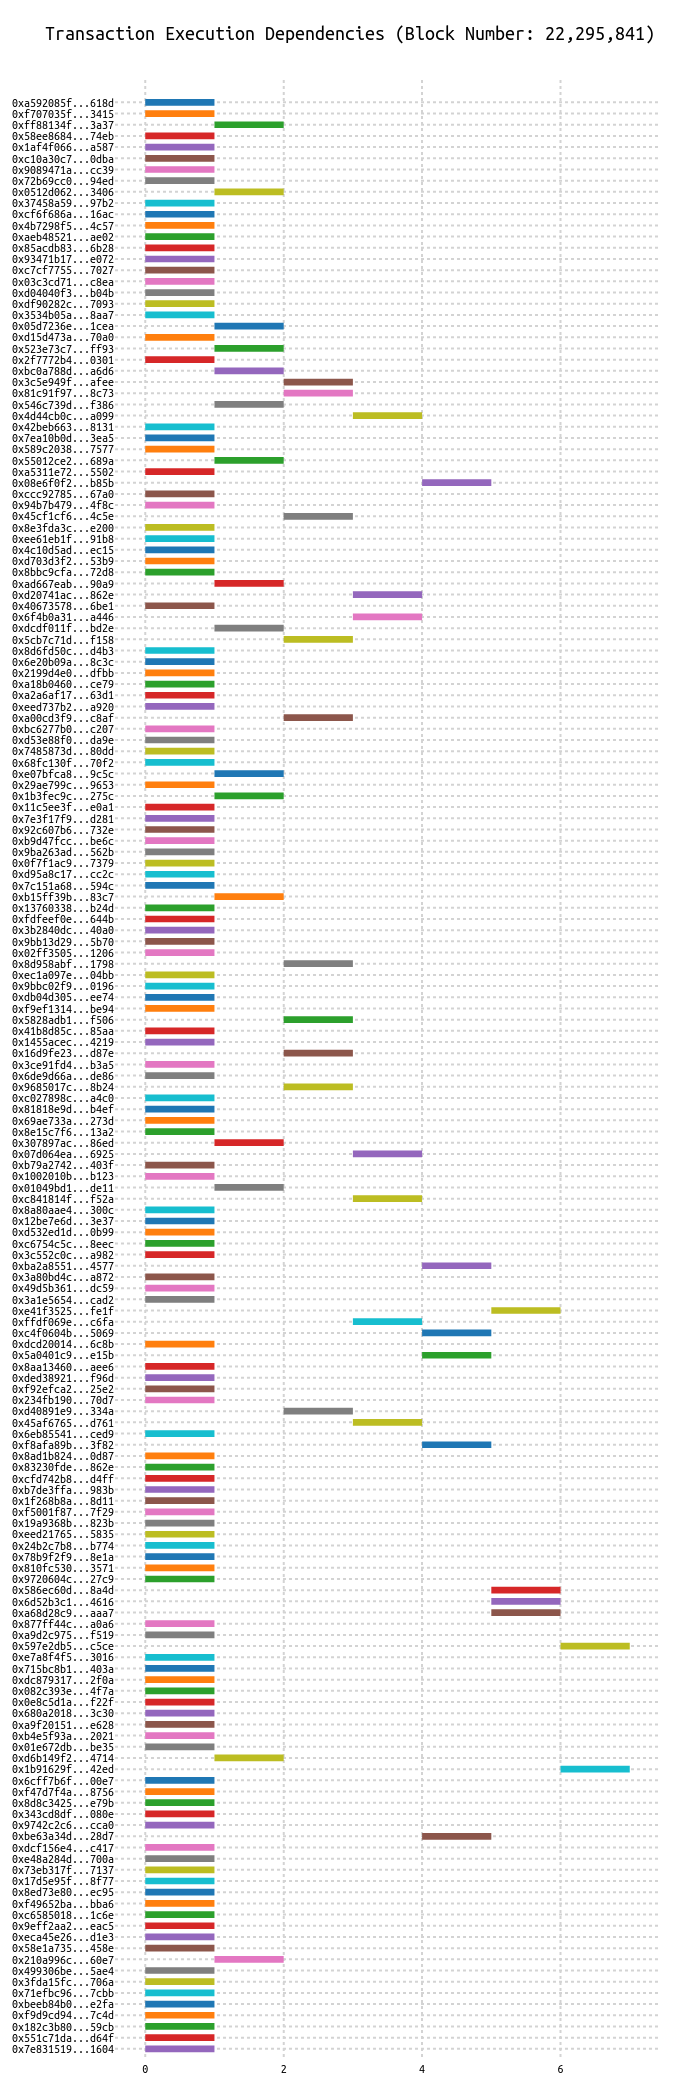 Transaction Execution Dependencies (Block Number: 22,295,841)
0xa592085f...618d
0xf707035f...3415
0xff88134f...3a37
0x58ee8684...74eb
0x1af4f066...a587
0xc10a30c7...0dba
0x9089471a...cc39
0x72b69cc0...94ed
0x0512d062...3406
0x37458a59...97b2
0xcf6f686a...16ac
0x4b7298f5...4c57
0xaeb48521...ae02
0x85acdb83...6b28
0x93471b17...e072
0xc7cf7755...7027
0x03c3cd71...c8ea
0xd04040f3...b04b
0xdf90282c...7093
0x3534b05a...8aa7
0x05d7236e...1cea
0xd15d473a...70a0
0x523e73c7...ff93
0x2f7772b4...0301
0xbc0a788d...a6d6
0x3c5e949f...afee
0x81c91f97...8c73
0x546c739d...f386
0x4d44cb0c...a099
0x42beb663...8131
0x7ea10b0d...3ea5
0x589c2038...7577
0x55012ce2...689a
0xa5311e72...5502
0x08e6f0f2...b85b
0xccc92785...67a0
0x94b7b479...4f8c
0x45cf1cf6...4c5e
0x8e3fda3c...e200
0xee61eb1f...91b8
0x4c10d5ad...ec15
0xd703d3f2...53b9
0x8bbc9cfa...72d8
0xad667eab...90a9
0xd20741ac...862e
0x40673578...6be1
0x6f4b0a31...a446
0xdcdf011f...bd2e
0x5cb7c71d...f158
0x8d6fd50c...d4b3
0x6e20b09a...8c3c
0x2199d4e0...dfbb
0xa18b0460...ce79
0xa2a6af17...63d1
0xeed737b2...a920
0xa00cd3f9...c8af
0xbc6277b0...c207
0xd53e88f0...da9e
0x7485873d...80dd
0x68fc130f...70f2
0xe07bfca8...9c5c
0x29ae799c...9653
0x1b3fec9c...275c
0x11c5ee3f...e0a1
0x7e3f17f9...d281
0x92c607b6...732e
0xb9d47fcc...be6c
0x9ba263ad...562b
0x0f7f1ac9...7379
0xd95a8c17...cc2c
0x7c151a68...594c
0xb15ff39b...83c7
0x13760338...b24d
0xfdfeef0e...644b
0x3b2840dc...40a0
0x9bb13d29...5b70
0x02ff3505...1206
0x8d958abf...1798
0xec1a097e...04bb
0x9bbc02f9...0196
0xdb04d305...ee74
0xf9ef1314...be94
0x5828adb1...f506
0x41b8d85c...85aa
0x1455acec...4219
0x16d9fe23...d87e
0x3ce91fd4...b3a5
0x6de9d66a...de86
0x9685017c...8b24
0xc027898c...a4c0
0x81818e9d...b4ef
0x69ae733a...273d
0x8e15c7f6...13a2
0x307897ac...86ed
0x07d064ea...6925
0xb79a2742...403f
0x1002010b...b123
0x01049bd1...de11
0xc841814f...f52a
0x8a80aae4...300c
0x12be7e6d...3e37
0xd532ed1d...0b99
0xc6754c5c...8eec
0x3c552c0c...a982
0xba2a8551...4577
0x3a80bd4c...a872
0x49d5b361...dc59
0x3a1e5654...cad2
0xe41f3525...fe1f
0xffdf069e...c6fa
0xc4f0604b...5069
0xdcd20014...6c8b
0x5a0401c9...e15b
0x8aa13460...aee6
0xded38921...f96d
0xf92efca2...25e2
0x234fb190...70d7
0xd40891e9...334a
0x45af6765...d761
0x6eb85541...ced9
0xf8afa89b...3f82
0x8ad1b824...0d87
0x83230fde...862e
0xcfd742b8...d4ff
0xb7de3ffa...983b
0x1f268b8a...8d11
0xf5001f87...7f29
0x19a9368b...823b
0xeed21765...5835
0x24b2c7b8...b774
0x78b9f2f9...8e1a
0x810fc530...3571
0x9720604c...27c9
0x586ec60d...8a4d
0x6d52b3c1...4616
0xa68d28c9...aaa7
0x877ff44c...a0a6
0xa9d2c975...f519
0x597e2db5...c5ce
0xe7a8f4f5...3016
0x715bc8b1...403a
0xdc879317...2f0a
0x082c393e...4f7a
0x0e8c5d1a...f22f
0x680a2018...3c30
0xa9f20151...e628
0xb4e5f93a...2021
0x01e672db...be35
0xd6b149f2...4714
0x1b91629f...42ed
0x6cff7b6f...00e7
0xf47d7f4a...8756
0x8d8c3425...e79b
0x343cd8df...080e
0x9742c2c6...cca0
0xbe63a34d...28d7
0xdcf156e4...c417
0xe48a284d...700a
0x73eb317f...7137
0x17d5e95f...8f77
0x8ed73e80...ec95
0xf49652ba...bba6
0xc6585018...1c6e
0x9eff2aa2...eac5
0xeca45e26...d1e3
0x58e1a735...458e
0x210a996c...60e7
0x499306be...5ae4
0x3fda15fc...706a
0x71efbc96...7cbb
0xbeeb84b0...e2fa
0xf9d9cd94...7c4d
0x182c3b80...59cb
0x551c71da...d64f
0x7e831519...1604
0 2 4 6